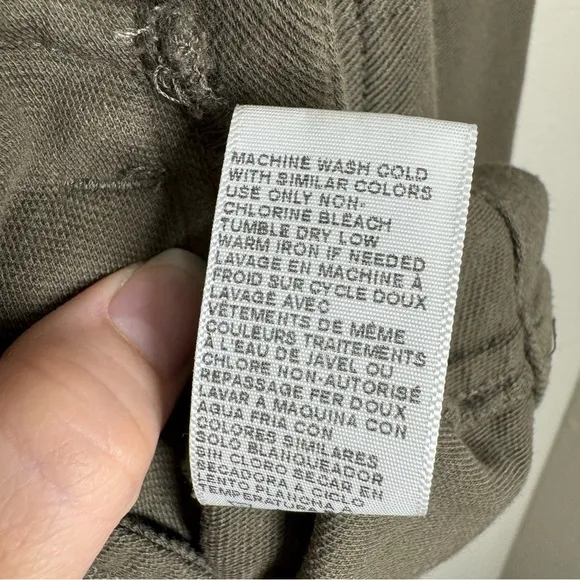 MACHINE WASH COLD
WITH SIMILAR COLORS
USE ONLY NON-
CHLORINE BLEACH
TUMBLE DRY LOW
WARM IRON IF NEEDED
LAVAGE EN MACHINE À
FROID SUR CYCLE DOUX
LAVAGE AVEC
VÊTEMENTS DE MÊME
COULEURS TRAITEMENTS
À L'EAU DE JAVEL OU
CHLORE NON-AUTORISÉ
REPASSAGE FER DOUX
LAVAR A MAQUINA CON
AGUA FRIA CON
COLORES SIMILARES
SOLO BLANQUEADOR
SIN CLORO SECAR EN
SECADORA A CICLO
LENTO PLANCHA A
TEMPERATURA